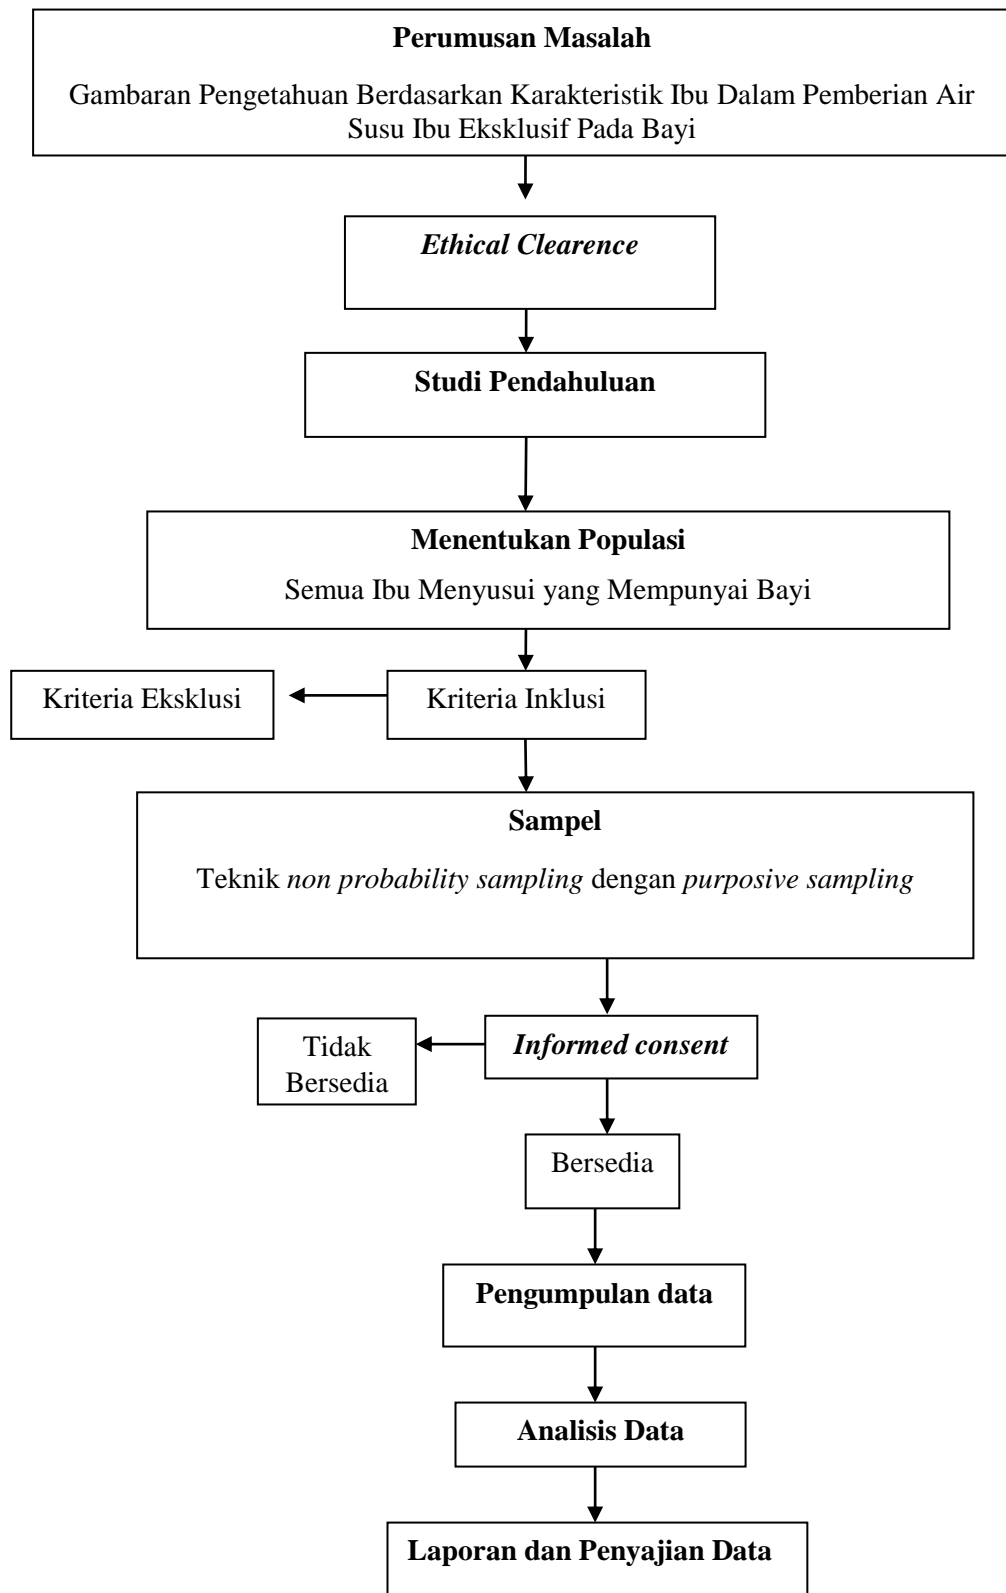 Perumusan Masalah
Gambaran Pengetahuan Berdasarkan Karakteristik Ibu Dalam Pemberian Air
Susu Ibu Eksklusif Pada Bayi
Ethical Clearence
Studi Pendahuluan
Menentukan Populasi
Semua Ibu Menyusui yang Mempunyai Bayi
Kriteria Eksklusi
Kriteria Inklusi
Sampel
Teknik non probability sampling dengan purposive sampling
Tidak
Bersedia
Informed consent
Bersedia
Pengumpulan data
Analisis Data
Laporan dan Penyajian Data